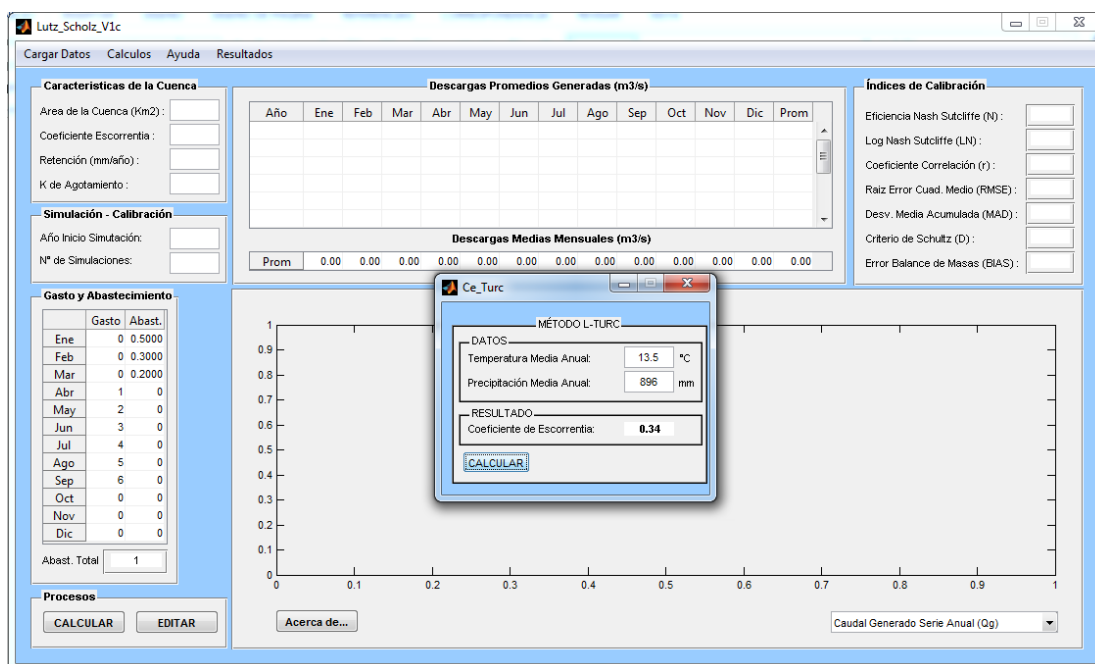 Lutz_Scholz_V1c
Cargar Datos Calculos Ayuda Resultados
Caracteristicas de la Cuenca
Area de la Cuenca (Km2) :
Coeficiente Escorrentia :
Retención (mm/año) :
K de Agotamiento :
Simulación - Calibración
Año Inicio Simutación:
N° de Simulaciones:
Descargas Promedios Generadas (m3/s)
Año Ene Feb Mar Abr May Jun Jul Ago Sep Oct Nov Dic Prom
Descargas Medias Mensuales (m3/s)
Prom 0.00 0.00 0.00 0.00 0.00 0.00 0.00 0.00 0.00 0.00 0.00 0.00 0.00
Índices de Calibración
Eficiencia Nash Sutcliffe (N) :
Log Nash Sutcliffe (LN) :
Coeficiente Correlación (r) :
Raiz Error Cuad. Medio (RMSE) :
Desv. Media Acumulada (MAD) :
Criterio de Schultz (D) :
Error Balance de Masas (BIAS) :
Gasto y Abastecimiento
Gasto Abast.
Ene 0 0.5000
Feb 0 0.3000
Mar 0 0.2000
Abr 1 0
May 2 0
Jun 3 0
Jul 4 0
Ago 5 0
Sep 6 0
Oct 0 0
Nov 0 0
Dic 0 0
Abast. Total 1
Procesos
CALCULAR EDITAR
Ce_Turc
MÉTODO L-TURC
DATOS
Temperatura Media Anual: 13.5 °C
Precipitación Media Anual: 896 mm
RESULTADO
Coeficiente de Escorrentia: 0.34
CALCULAR
1
0.9
0.8
0.7
0.6
0.5
0.4
0.3
0.2
0.1
0
0 0.1 0.2 0.3 0.4 0.5 0.6 0.7 0.8 0.9 1
Acerca de...
Caudal Generado Serie Anual (Qg)